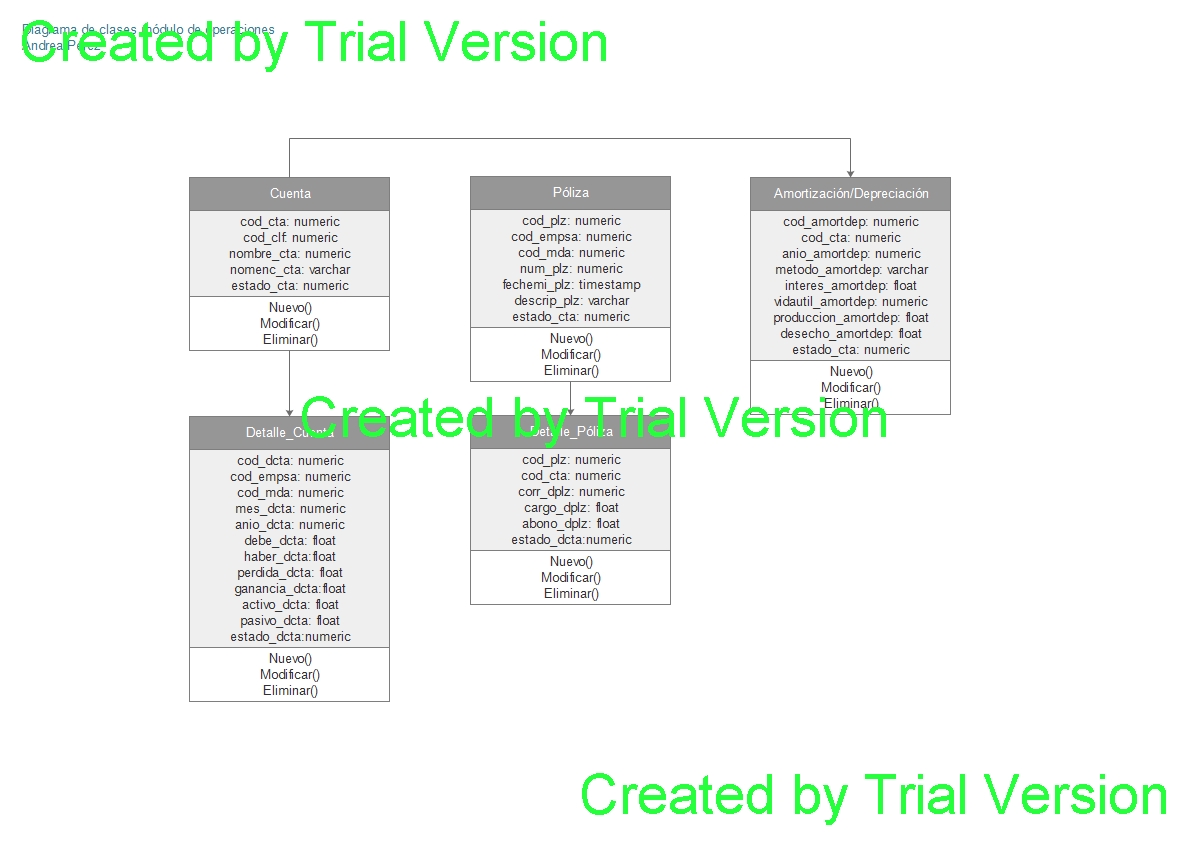 Diagrama de clases módulo de operaciones
Andrea Pérez
Created by Trial Version
Cuenta
cod_cta: numeric
cod_clf: numeric
nombre_cta: numeric
nomenc_cta: varchar
estado_cta: numeric
Nuevo()
Modificar()
Eliminar()
Póliza
cod_plz: numeric
cod_empsa: numeric
cod_mda: numeric
num_plz: numeric
fechemi_plz: timestamp
descrip_plz: varchar
estado_cta: numeric
Nuevo()
Modificar()
Eliminar()
Amortización/Depreciación
cod_amortdep: numeric
cod_cta: numeric
anio_amortdep: numeric
metodo_amortdep: varchar
interes_amortdep: float
vidautil_amortdep: numeric
produccion_amortdep: float
desecho_amortdep: float
estado_cta: numeric
Nuevo()
Modificar()
Eliminar()
Created by Trial Version
Detalle_Cuenta
cod_dcta: numeric
cod_empsa: numeric
cod_mda: numeric
mes_dcta: numeric
anio_dcta: numeric
debe_dcta: float
haber_dcta:float
perdida_dcta: float
ganancia_dcta:float
activo_dcta: float
pasivo_dcta: float
estado_dcta:numeric
Nuevo()
Modificar()
Eliminar()
Detalle_Póliza
cod_plz: numeric
cod_cta: numeric
corr_dplz: numeric
cargo_dplz: float
abono_dplz: float
estado_dcta:numeric
Nuevo()
Modificar()
Eliminar()
Created by Trial Version